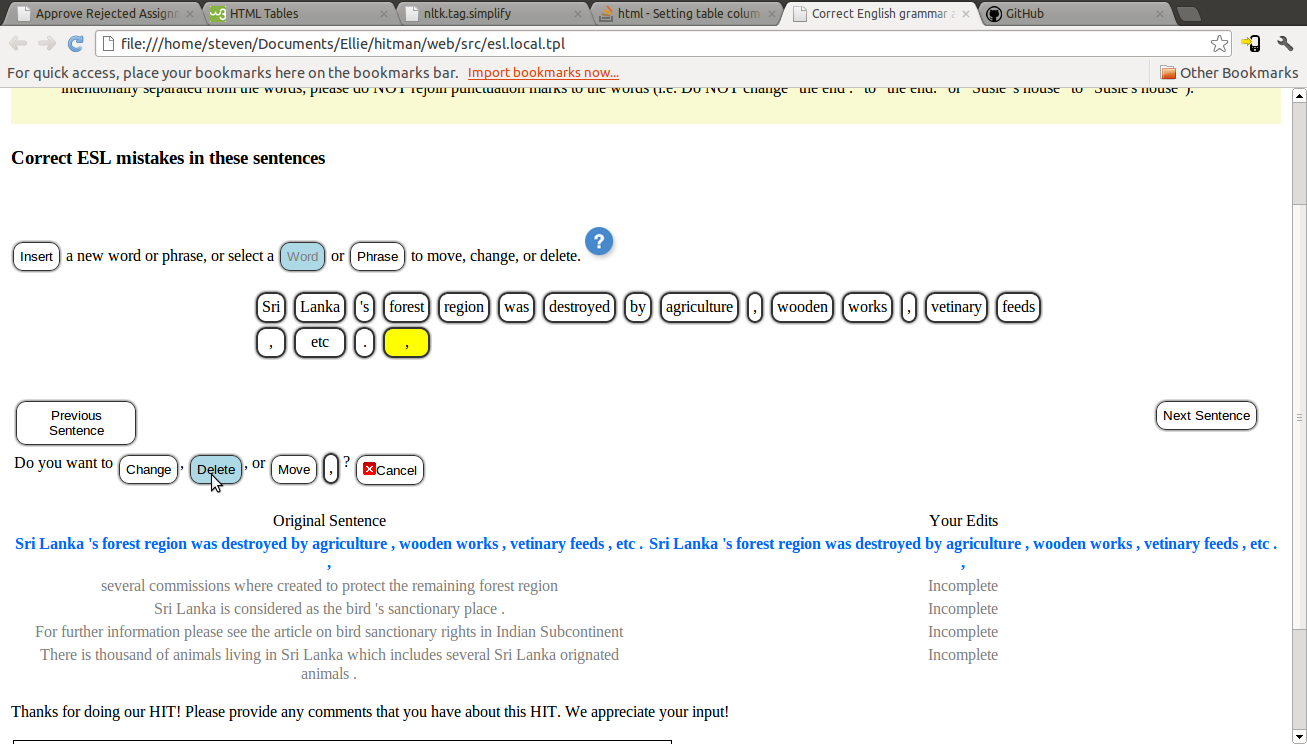 Approve Rejected Assignm
HTML Tables
nltk.tag.simplify
html - Setting table colum
Correct English grammar a
GitHub
file:///home/steven/Documents/Ellie/hitman/web/src/esl.local.tpl
For quick access, place your bookmarks here on the bookmarks bar. Import bookmarks now... Other Bookmarks
intentionally separated from the words, please do NOT rejoin punctuation marks to the words (i.e. Do NOT change "the end ." to "the end." or "Susie 's house" to "Susie's house").
Correct ESL mistakes in these sentences
Insert a new word or phrase, or select a Word or Phrase to move, change, or delete. ?
Sri Lanka 's forest region was destroyed by agriculture , wooden works , vetinary feeds
, etc . ,
Previous
Sentence
Next Sentence
Do you want to Change, Delete, or Move , ? Cancel
Original Sentence Your Edits
Sri Lanka 's forest region was destroyed by agriculture , wooden works , vetinary feeds , etc . Sri Lanka 's forest region was destroyed by agriculture , wooden works , vetinary feeds , etc .
, ,
several commissions where created to protect the remaining forest region Incomplete
Sri Lanka is considered as the bird 's sanctionary place . Incomplete
For further information please see the article on bird sanctionary rights in Indian Subcontinent Incomplete
There is thousand of animals living in Sri Lanka which includes several Sri Lanka orignated Incomplete
animals .
Thanks for doing our HIT! Please provide any comments that you have about this HIT. We appreciate your input!